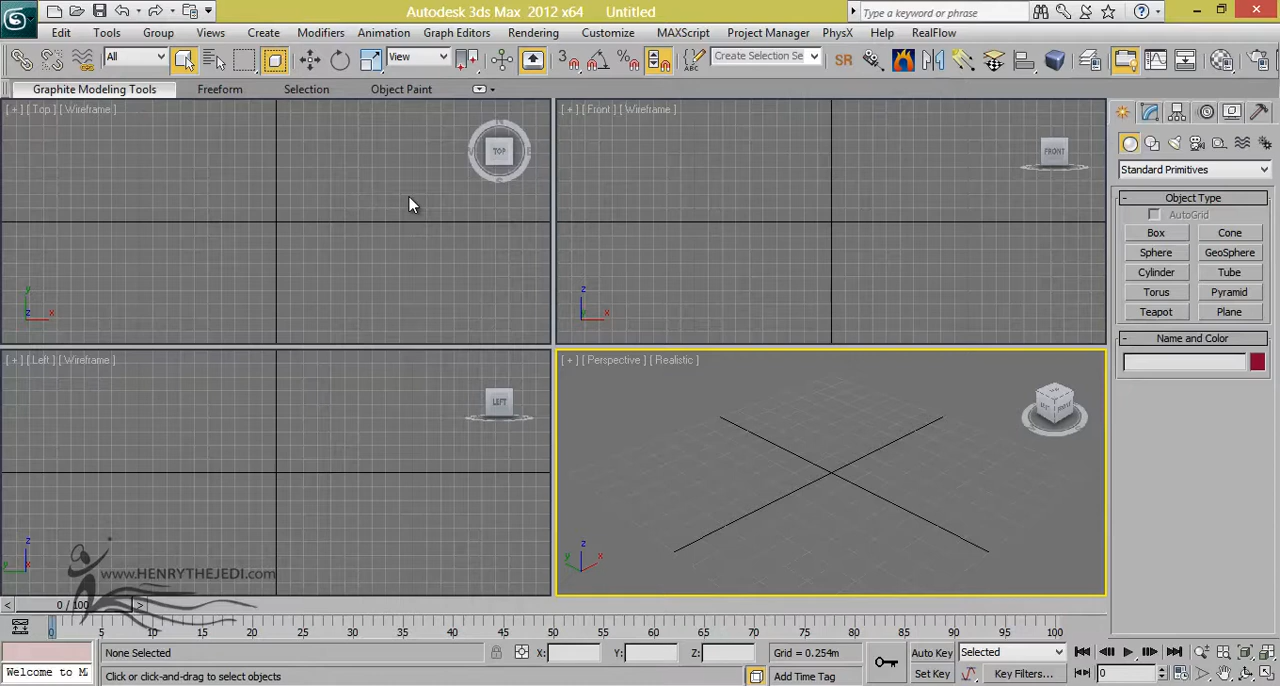 Autodesk 3ds Max 2012 x64 Untitled
Type a keyword or phrase
Edit Tools Group Views Create Modifiers Animation Graph Editors Rendering Customize MAXScript Project Manager PhysX Help RealFlow
All View 3 ABC Create Selection Se SR
Graphite Modeling Tools Freeform Selection Object Paint
[ + ] [ Top ] [ Wireframe ]
TOP
y
z x
[ + ] [ Front ] [ Wireframe ]
FRONT
z
y x
[ + ] [ Left ] [ Wireframe ]
LEFT
z
y x
[ + ] [ Perspective ] [ Realistic ]
z
y x
Standard Primitives
- Object Type
AutoGrid
Box Cone
Sphere GeoSphere
Cylinder Tube
Torus Pyramid
Teapot Plane
- Name and Color
www.HENRYTHEJEDI.com
< 0 / 100 >
0 5 10 15 20 25 30 35 40 45 50 55 60 65 70 75 80 85 90 95 100
None Selected X: Y: Z: Grid = 0.254m Auto Key Selected
Welcome to M Click or click-and-drag to select objects Add Time Tag Set Key Key Filters... 0